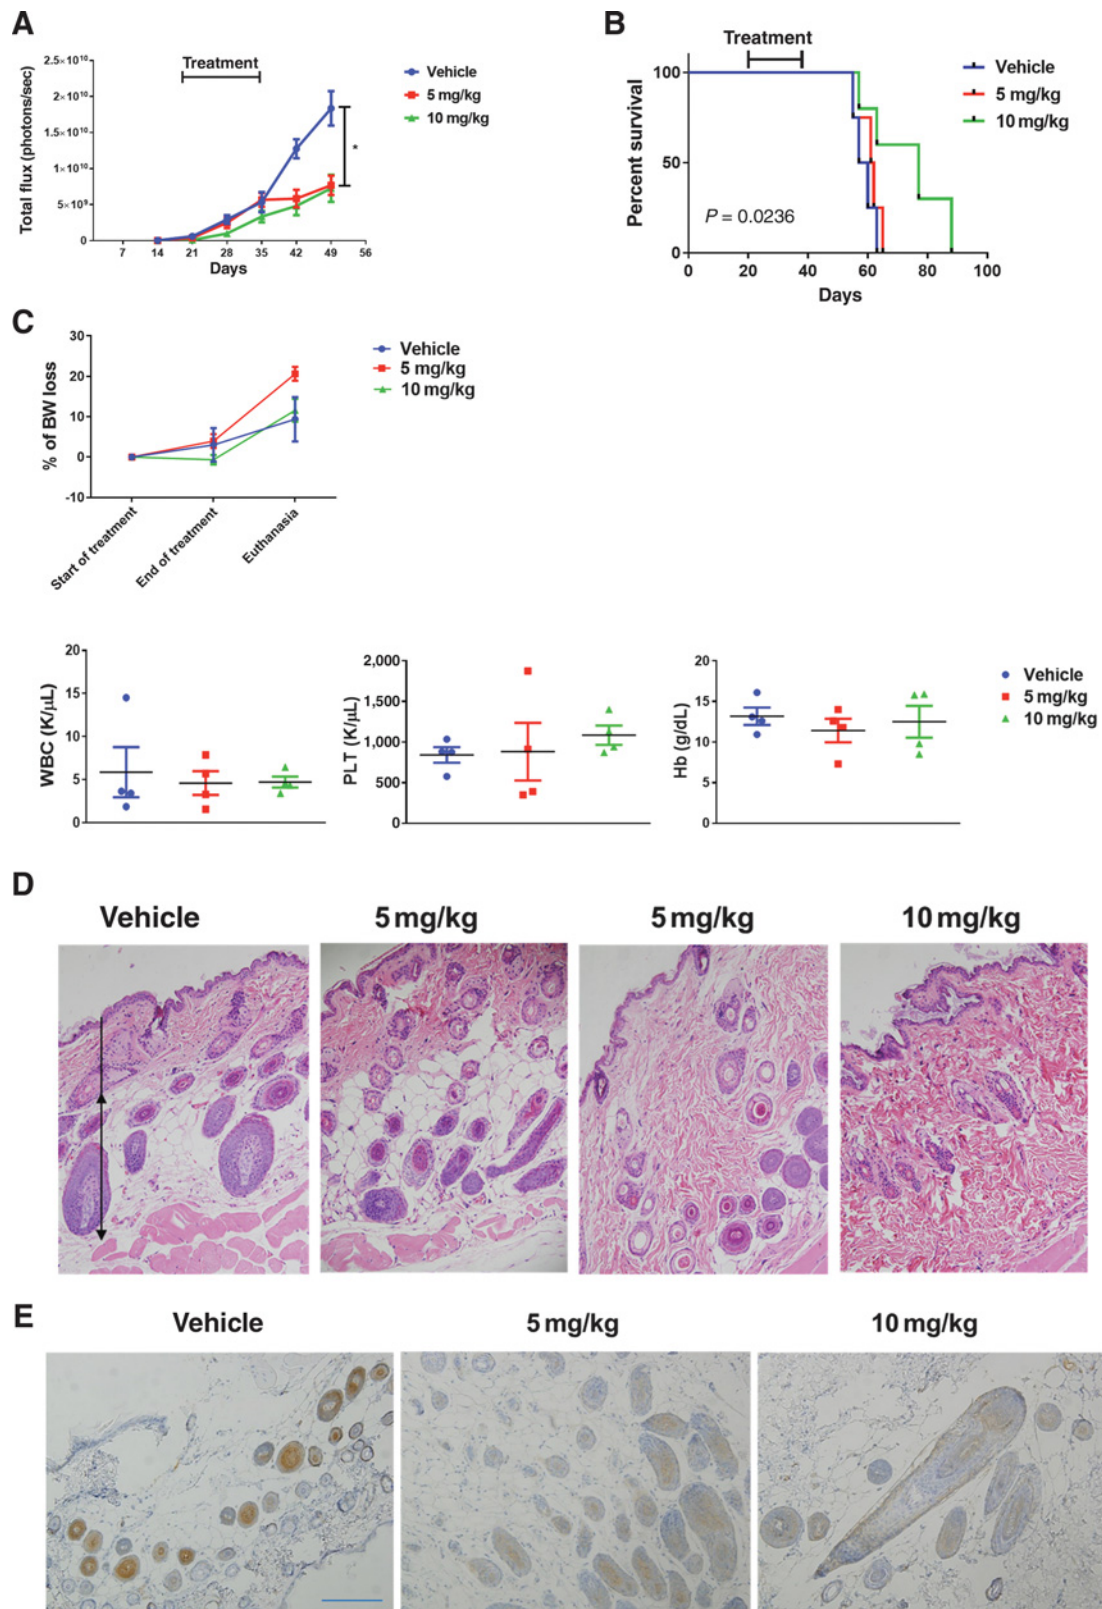 A
Treatment
Total flux (photons/sec)
2.5×10¹⁰
2×10¹⁰
1.5×10¹⁰
1×10¹⁰
5×10⁹
0
7 14 21 28 35 42 49 56
Days
*
Vehicle
5 mg/kg
10 mg/kg
B
Treatment
Percent survival
100
50
0
P = 0.0236
0 20 40 60 80 100
Days
Vehicle
5 mg/kg
10 mg/kg
C
% of BW loss
30
20
10
0
-10
Start of treatment
End of treatment
Euthanasia
Vehicle
5 mg/kg
10 mg/kg
WBC (K/μL)
20
15
10
5
0
PLT (K/μL)
2,000
1,500
1,000
500
0
Hb (g/dL)
20
15
10
5
0
Vehicle
5 mg/kg
10 mg/kg
D
Vehicle 5 mg/kg 5 mg/kg 10 mg/kg
E
Vehicle 5 mg/kg 10 mg/kg